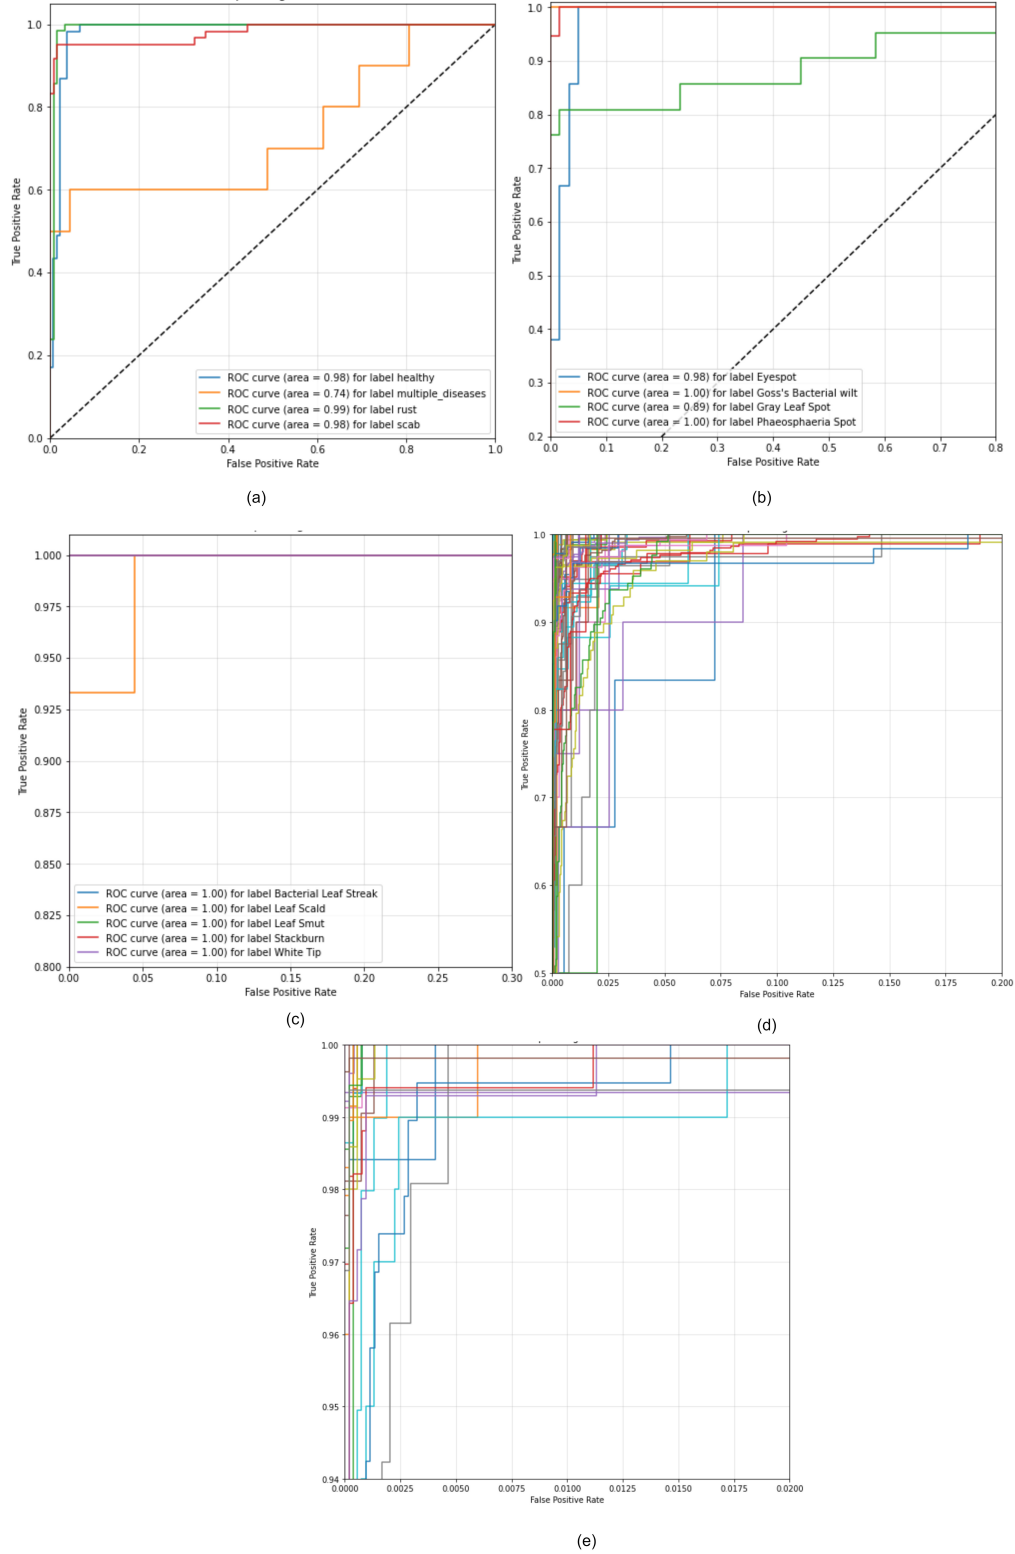 1.0
0.8
0.6
0.4
0.2
0.0
True Positive Rate
ROC curve (area = 0.98) for label healthy
ROC curve (area = 0.74) for label multiple_diseases
ROC curve (area = 0.99) for label rust
ROC curve (area = 0.98) for label scab
0.0 0.2 0.4 0.6 0.8 1.0
False Positive Rate
(a)
1.0
0.9
0.8
0.7
0.6
0.5
0.4
0.3
0.2
True Positive Rate
ROC curve (area = 0.98) for label Eyespot
ROC curve (area = 1.00) for label Goss's Bacterial wilt
ROC curve (area = 0.89) for label Gray Leaf Spot
ROC curve (area = 1.00) for label Phaeosphaeria Spot
0.0 0.1 0.2 0.3 0.4 0.5 0.6 0.7 0.8
False Positive Rate
(b)
1.000
0.975
0.950
0.925
0.900
0.875
0.850
0.825
0.800
True Positive Rate
ROC curve (area = 1.00) for label Bacterial Leaf Streak
ROC curve (area = 1.00) for label Leaf Scald
ROC curve (area = 1.00) for label Leaf Smut
ROC curve (area = 1.00) for label Stackburn
ROC curve (area = 1.00) for label White Tip
0.00 0.05 0.10 0.15 0.20 0.25 0.30
False Positive Rate
(c)
1.0
0.9
0.8
0.7
0.6
0.5
True Positive Rate
0.000 0.025 0.050 0.075 0.100 0.125 0.150 0.175 0.200
False Positive Rate
(d)
1.00
0.99
0.98
0.97
0.96
0.95
0.94
True Positive Rate
0.0000 0.0025 0.0050 0.0075 0.0100 0.0125 0.0150 0.0175 0.0200
False Positive Rate
(e)